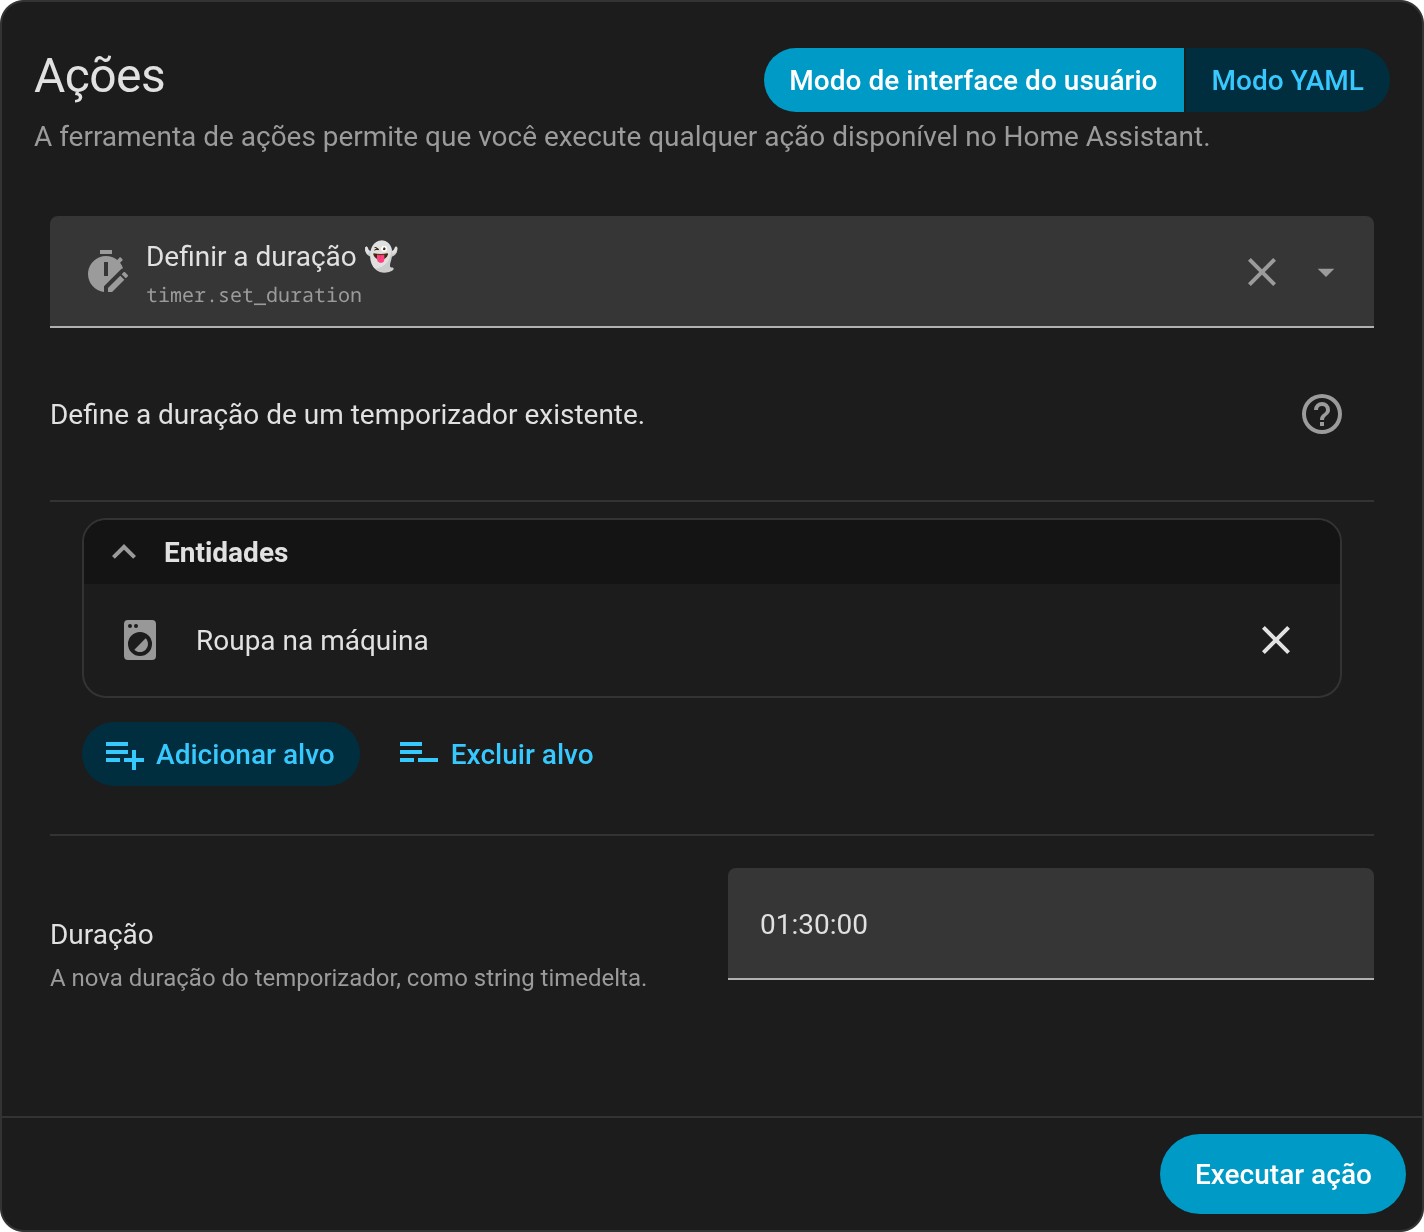 Ações
Modo de interface do usuário
Modo YAML
A ferramenta de ações permite que você execute qualquer ação disponível no Home Assistant.
Definir a duração 👻
timer.set_duration
Define a duração de um temporizador existente.
Entidades
Roupa na máquina
Adicionar alvo
Excluir alvo
Duração
A nova duração do temporizador, como string timedelta.
01:30:00
Executar ação